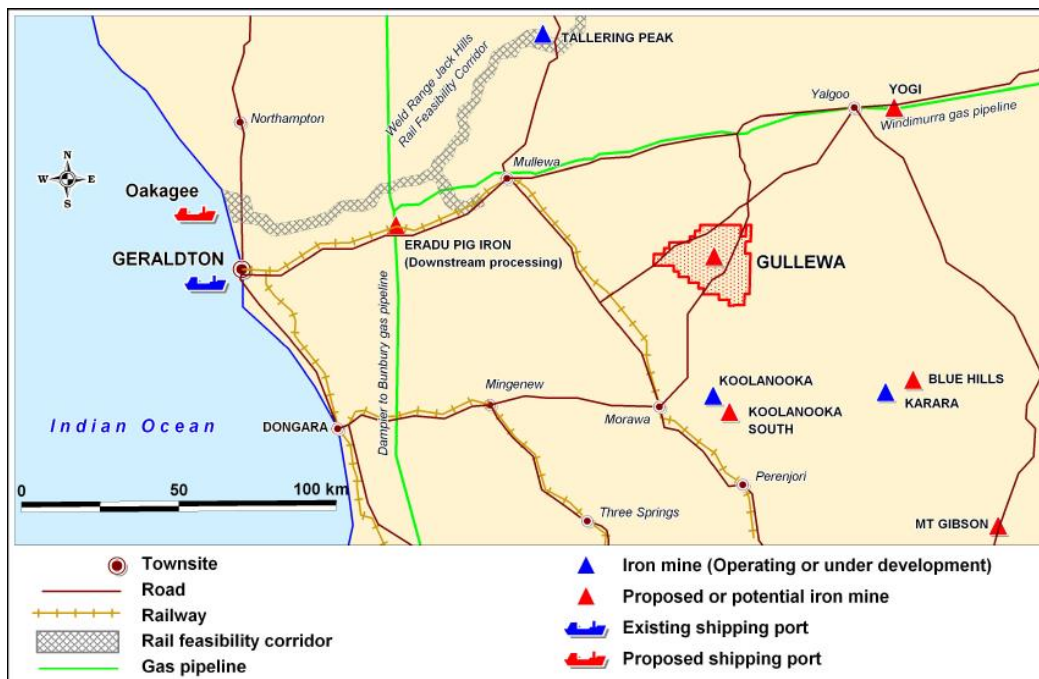 TALLERING PEAK
Weld Range Jack Hills
Rail Feasibility Corridor
Northampton
Yalgoo
YOGI
Windimurra gas pipeline
Mullewa
N
W
E
S
Oakagee
GERALDTON
ERADU PIG IRON
(Downstream processing)
GULLEWA
Dampier to Bunbury gas pipeline
Mingenew
KOOLANOOKA
BLUE HILLS
KARARA
Indian Ocean
DONGARA
Morawa
KOOLANOOKA
SOUTH
Perenjori
0
50
100 km
Three Springs
MT GIBSON
Townsite
Road
Railway
Rail feasibility corridor
Gas pipeline
Iron mine (Operating or under development)
Proposed or potential iron mine
Existing shipping port
Proposed shipping port